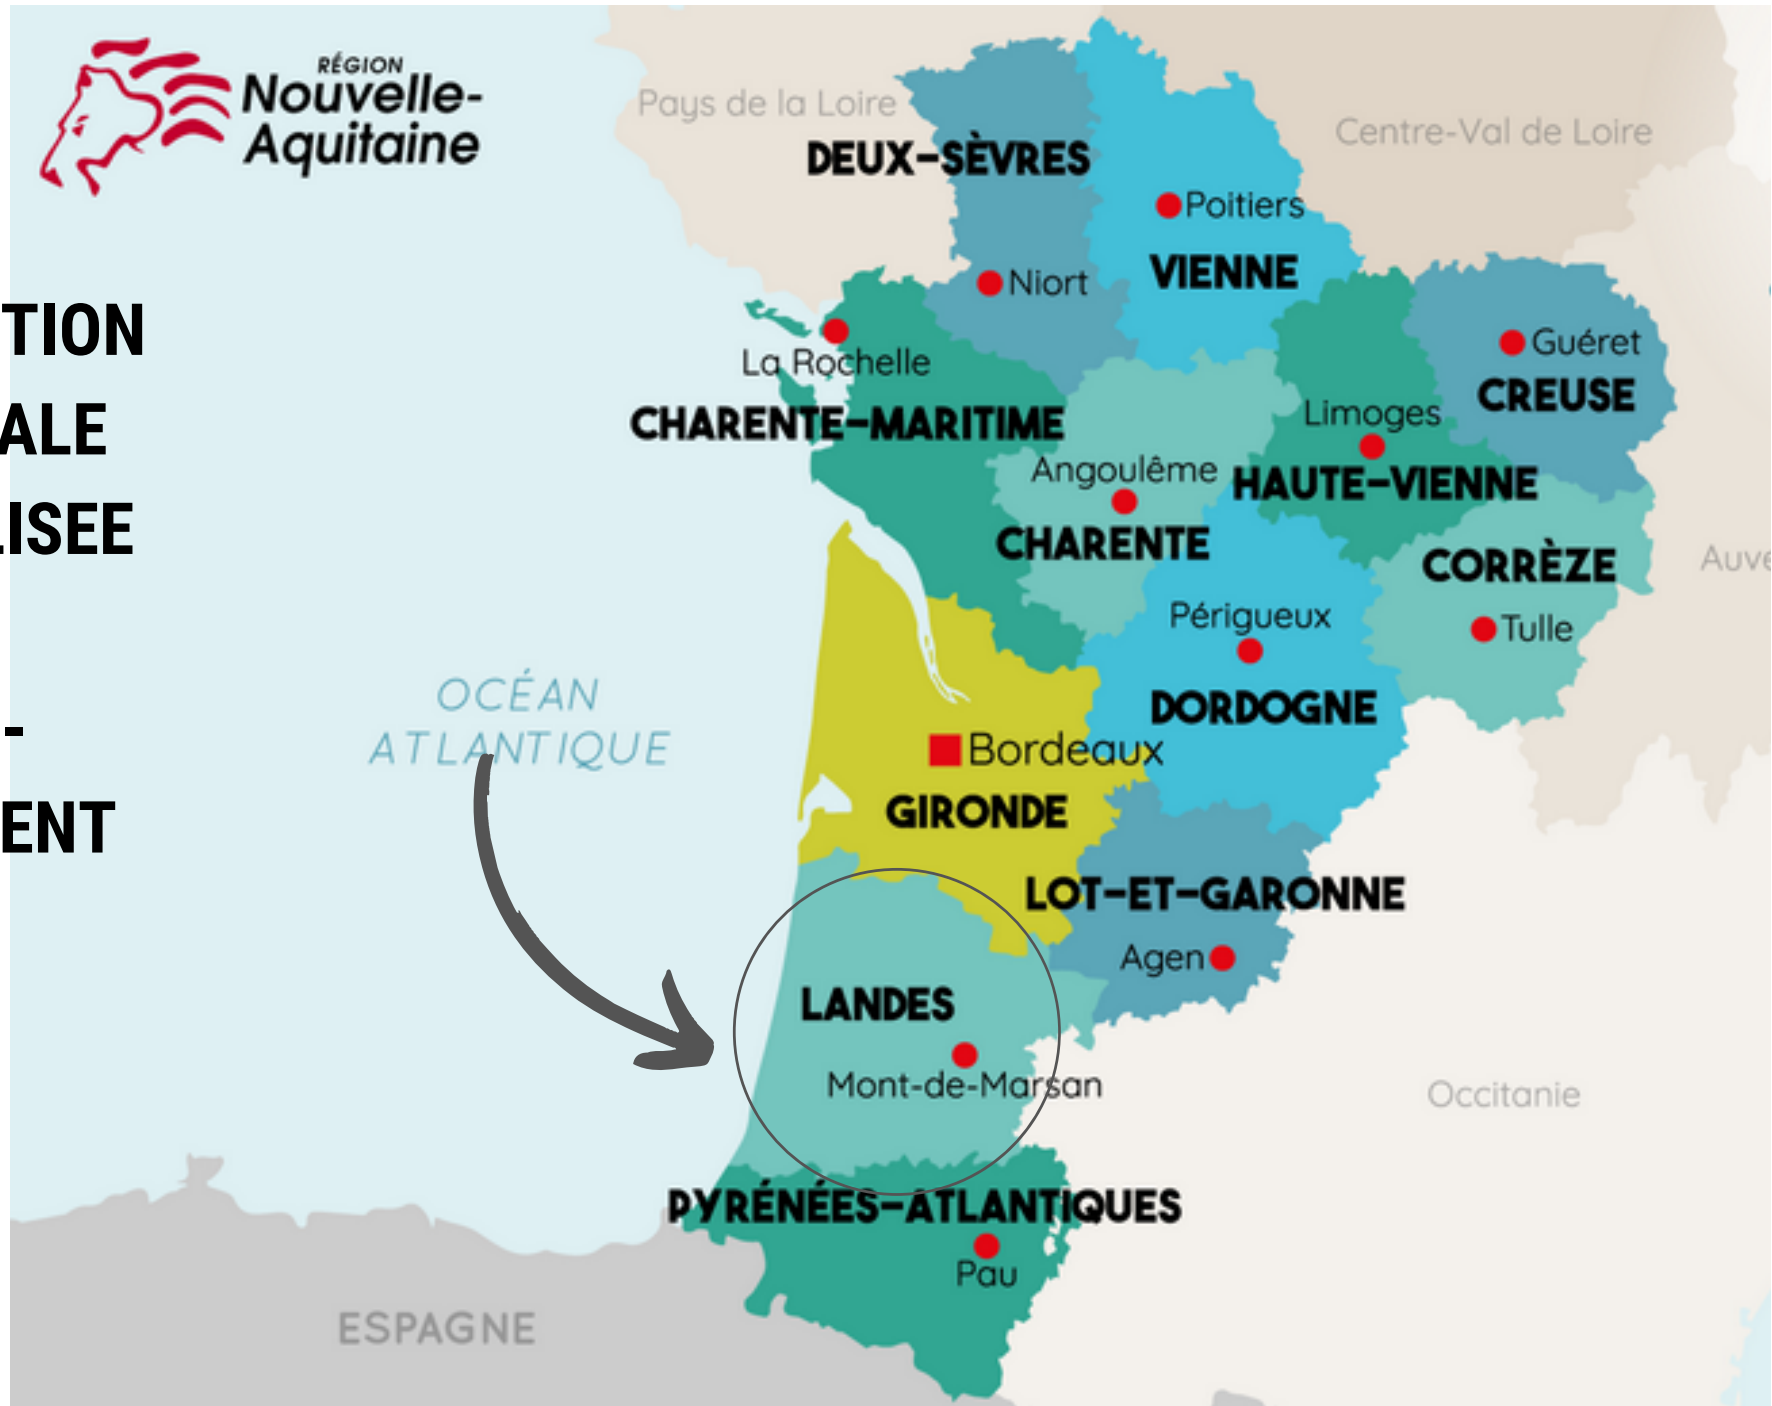 RÉGION
Nouvelle-
Aquitaine
Pays de la Loire
Centre-Val de Loire
DEUX-SÈVRES
Poitiers
VIENNE
Niort
TION
La Rochelle
Guéret
CREUSE
CHARENTE-MARITIME
Limoges
ALE
Angoulême
HAUTE-VIENNE
LISEE
CHARENTE
CORRÈZE
Périgueux
Tulle
OCÉAN
ATLANTIQUE
DORDOGNE
-
Bordeaux
GIRONDE
ENT
LOT-ET-GARONNE
Agen
LANDES
Mont-de-Marsan
Occitanie
PYRÉNÉES-ATLANTIQUES
Pau
ESPAGNE